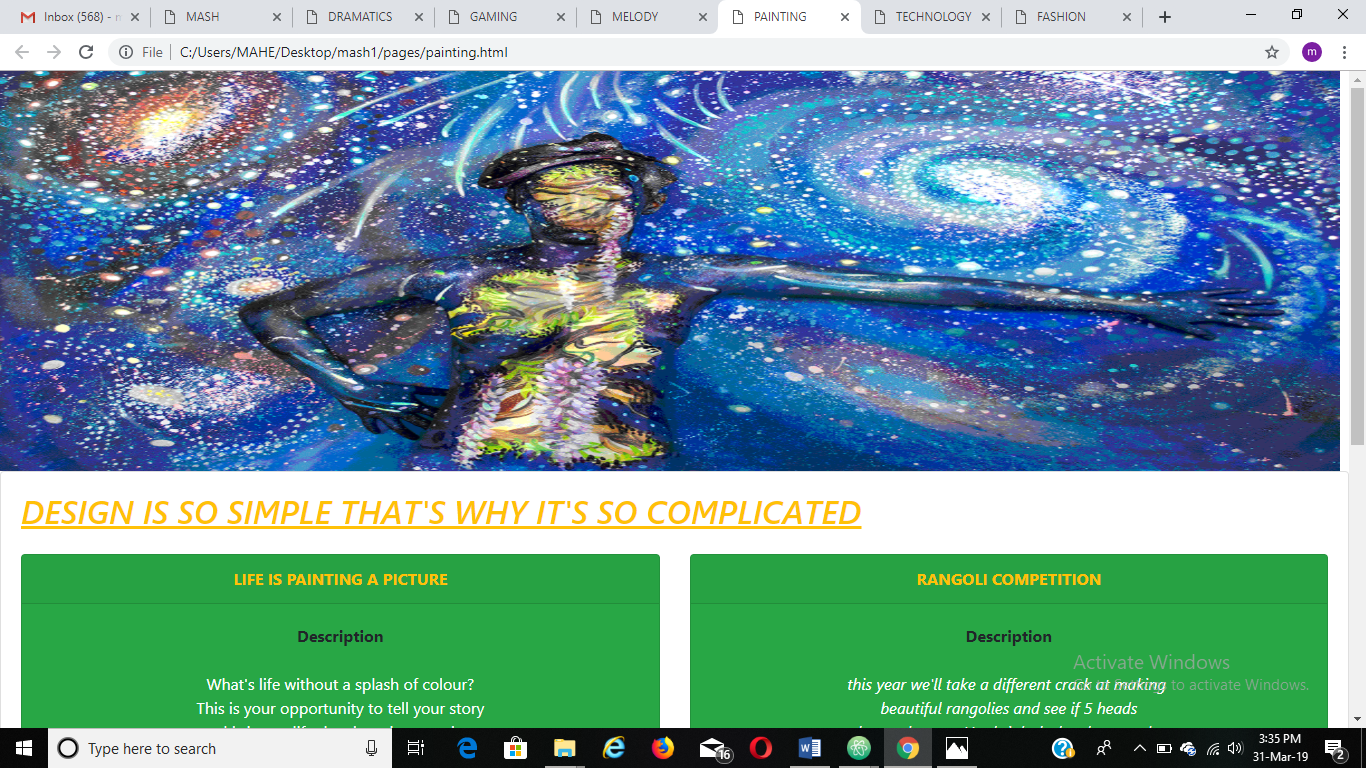 Inbox (568) -
MASH
DRAMATICS
GAMING
MELODY
PAINTING
TECHNOLOGY
FASHION
File
C:/Users/MAHE/Desktop/mash1/pages/painting.html
m
DESIGN IS SO SIMPLE THAT'S WHY IT'S SO COMPLICATED
LIFE IS PAINTING A PICTURE
Description
What's life without a splash of colour?
This is your opportunity to tell your story
RANGOLI COMPETITION
Description
this year we'll take a different crack at making
beautiful rangolies and see if 5 heads
Activate Windows
Go to Settings to activate Windows.
Type here to search
16
3:35 PM
31-Mar-19
2